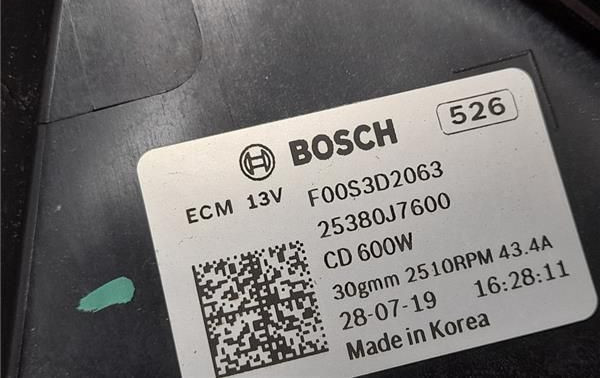 526
BOSCH
ECM 13V F00S3D2063
25380J7600
CD 600W
30gmm 2510RPM 43.4A
28-07-19 16:28:11
Made in Korea